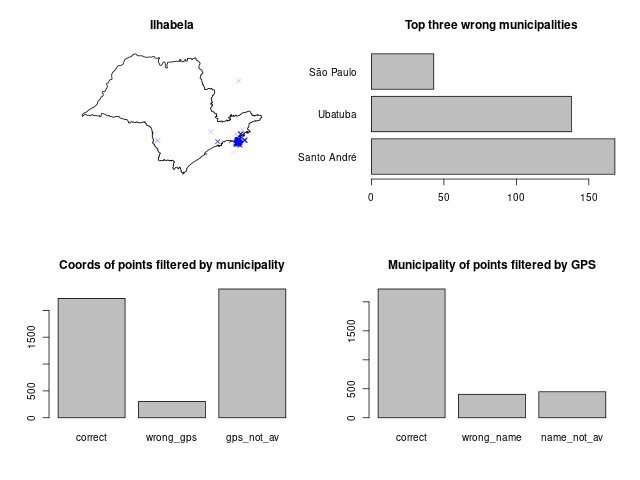 Ilhabela
Top three wrong municipalities
São Paulo
Ubatuba
Santo André
0 50 100 150
Coords of points filtered by municipality
0 500 1500
correct wrong_gps gps_not_av
Municipality of points filtered by GPS
0 500 1500
correct wrong_name name_not_av